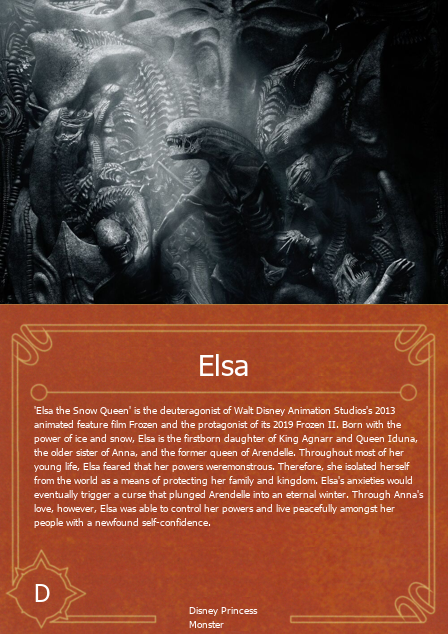 Elsa
'Elsa the Snow Queen' is the deuteragonist of Walt Disney Animation Studios's 2013
animated feature film Frozen and the protagonist of its 2019 Frozen II. Born with the
power of ice and snow, Elsa is the firstborn daughter of King Agnarr and Queen Iduna,
the older sister of Anna, and the former queen of Arendelle. Throughout most of her
young life, Elsa feared that her powers weremonstrous. Therefore, she isolated herself
from the world as a means of protecting her family and kingdom. Elsa's anxieties would
eventually trigger a curse that plunged Arendelle into an eternal winter. Through Anna's
love, however, Elsa was able to control her powers and live peacefully amongst her
people with a newfound self-confidence.
D
Disney Princess
Monster